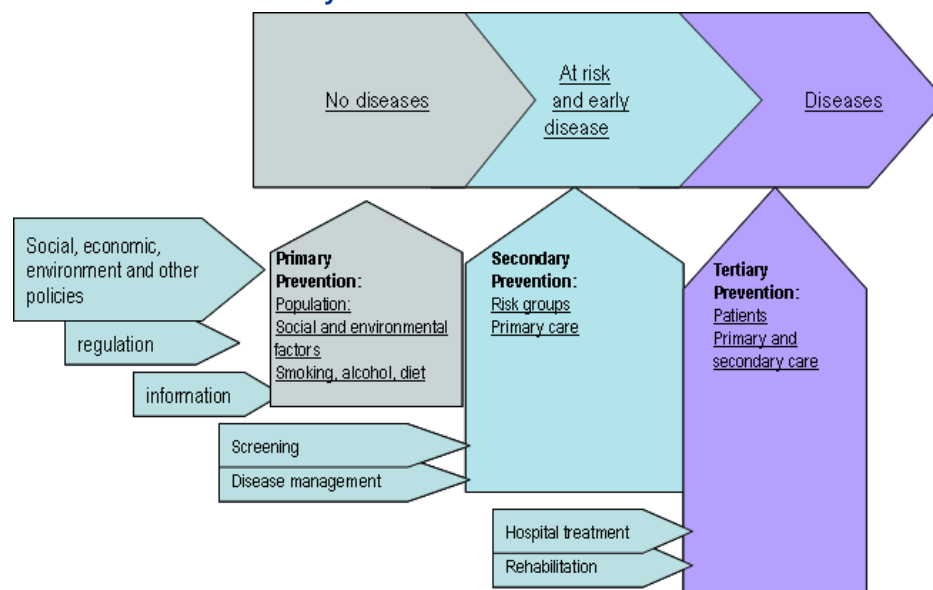 No diseases
At risk
and early
disease
Diseases
Social, economic,
environment and other
policies
regulation
information
Primary
Prevention:
Population:
Social and environmental
factors
Smoking, alcohol, diet
Secondary
Prevention:
Risk groups
Primary care
Tertiary
Prevention:
Patients
Primary and
secondary care
Screening
Disease management
Hospital treatment
Rehabilitation